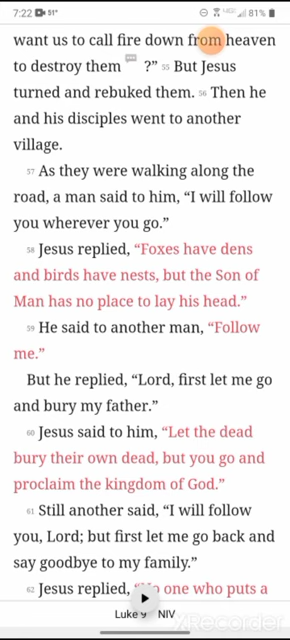 7:22 51° 81%
want us to call fire down from heaven
to destroy them ?” 55 But Jesus
turned and rebuked them. 56 Then he
and his disciples went to another
village.
57 As they were walking along the
road, a man said to him, “I will follow
you wherever you go.”
58 Jesus replied, “Foxes have dens
and birds have nests, but the Son of
Man has no place to lay his head.”
59 He said to another man, “Follow
me.”
But he replied, “Lord, first let me go
and bury my father.”
60 Jesus said to him, “Let the dead
bury their own dead, but you go and
proclaim the kingdom of God.”
61 Still another said, “I will follow
you, Lord; but first let me go back and
say goodbye to my family.”
62 Jesus replied, “No one who puts a
Luke 9 NIV
XRecorder